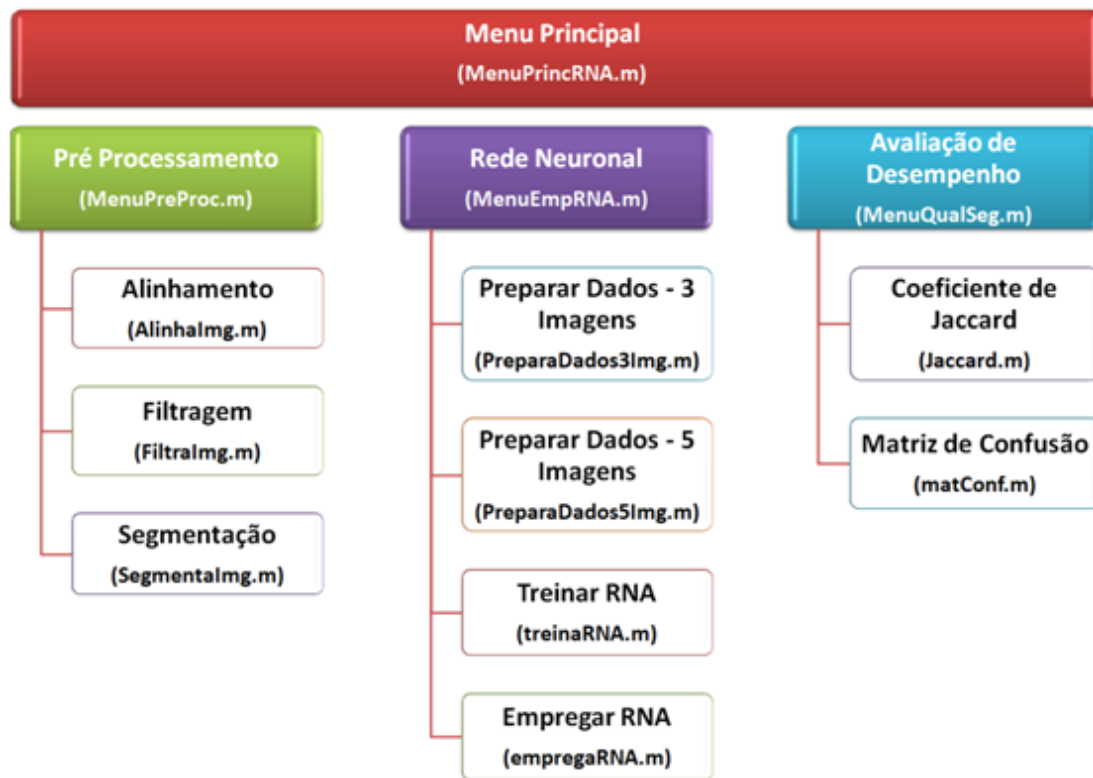 Menu Principal
(MenuPrincRNA.m)
Pré Processamento
(MenuPreProc.m)
Alinhamento
(AlinhaImg.m)
Filtragem
(FiltraImg.m)
Segmentação
(SegmentaImg.m)
Rede Neuronal
(MenuEmpRNA.m)
Preparar Dados - 3
Imagens
(PreparaDados3Img.m)
Preparar Dados - 5
Imagens
(PreparaDados5Img.m)
Treinar RNA
(treinaRNA.m)
Empregar RNA
(empregaRNA.m)
Avaliação de
Desempenho
(MenuQualSeg.m)
Coeficiente de
Jaccard
(Jaccard.m)
Matriz de Confusão
(matConf.m)